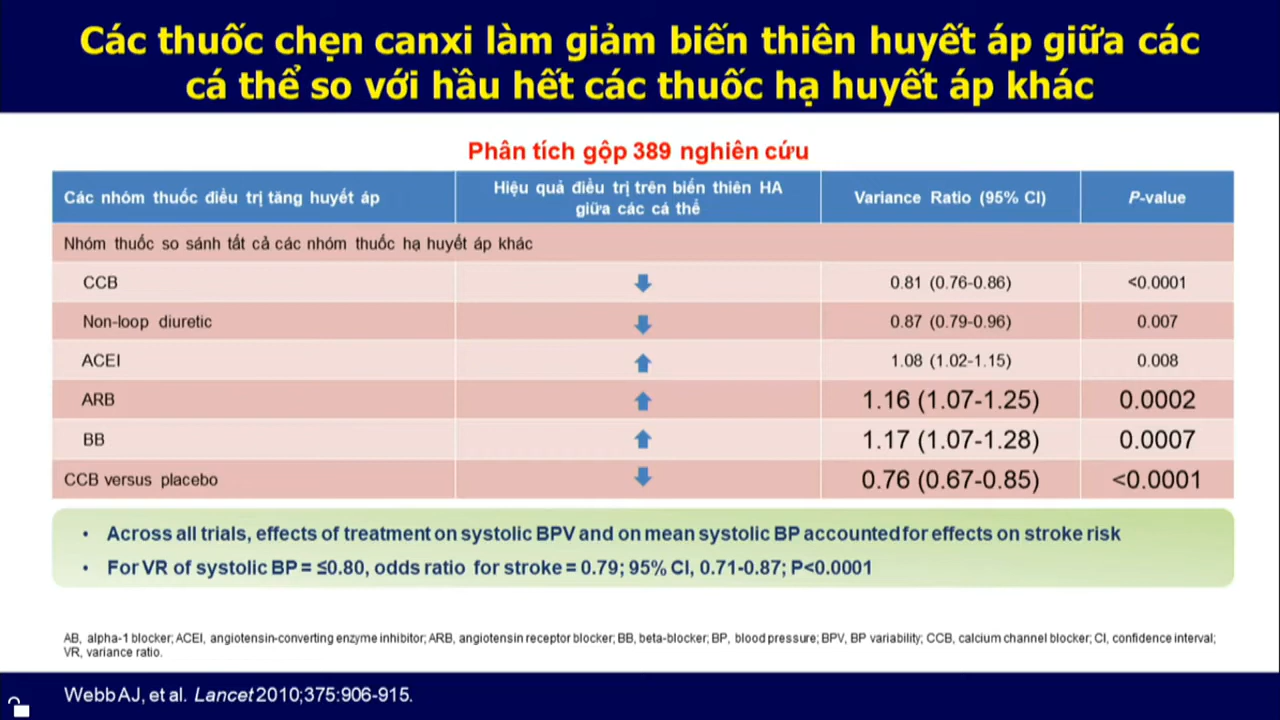 Các thuốc chẹn canxi làm giảm biến thiên huyết áp giữa các
cá thể so với hầu hết các thuốc hạ huyết áp khác
Phân tích gộp 389 nghiên cứu
Các nhóm thuốc điều trị tăng huyết áp
Hiệu quả điều trị trên biến thiên HA
giữa các cá thể
Variance Ratio (95% CI)
P-value
Nhóm thuốc so sánh tất cả các nhóm thuốc hạ huyết áp khác
CCB
0.81 (0.76-0.86)
<0.0001
Non-loop diuretic
0.87 (0.79-0.96)
0.007
ACEI
1.08 (1.02-1.15)
0.008
ARB
1.16 (1.07-1.25)
0.0002
BB
1.17 (1.07-1.28)
0.0007
CCB versus placebo
0.76 (0.67-0.85)
<0.0001
• Across all trials, effects of treatment on systolic BPV and on mean systolic BP accounted for effects on stroke risk
• For VR of systolic BP = ≤0.80, odds ratio for stroke = 0.79; 95% CI, 0.71-0.87; P<0.0001
AB, alpha-1 blocker; ACEI, angiotensin-converting enzyme inhibitor; ARB, angiotensin receptor blocker; BB, beta-blocker; BP, blood pressure; BPV, BP variability; CCB, calcium channel blocker; CI, confidence interval;
VR, variance ratio.
Webb AJ, et al. Lancet 2010;375:906-915.